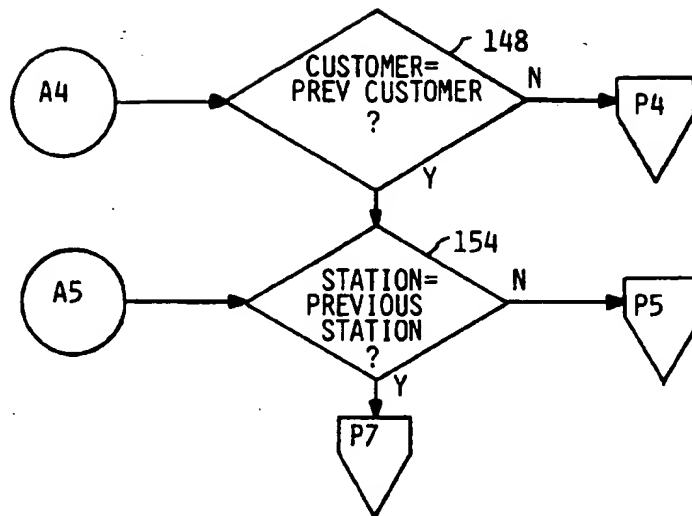 148
A4
CUSTOMER=
PREV CUSTOMER
?
N
P4
Y
154
A5
STATION=
PREVIOUS
STATION
?
N
P5
Y
P7